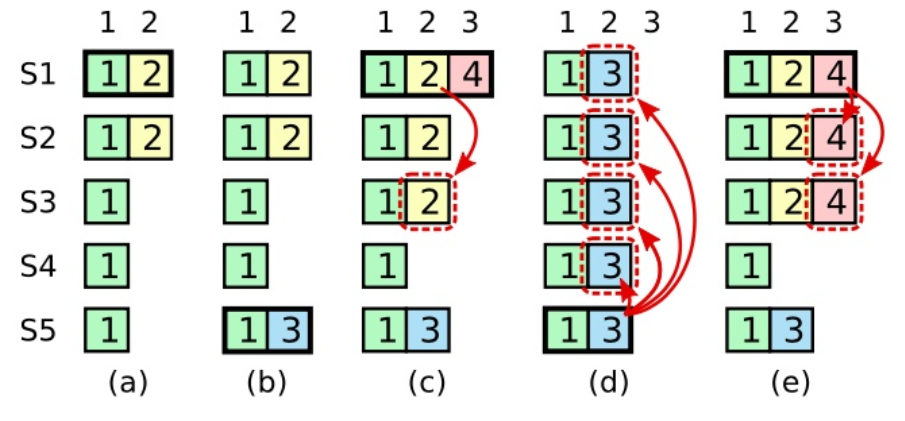 1 2 1 2 1 2 3 1 2 3 1 2 3
S1 1 2 1 2 1 2 4 1 3 1 2 4
S2 1 2 1 2 1 2 1 3 1 2 4
S3 1 1 1 2 1 3 1 2 4
S4 1 1 1 1 3 1
S5 1 1 3 1 3 1 3 1 3
(a) (b) (c) (d) (e)